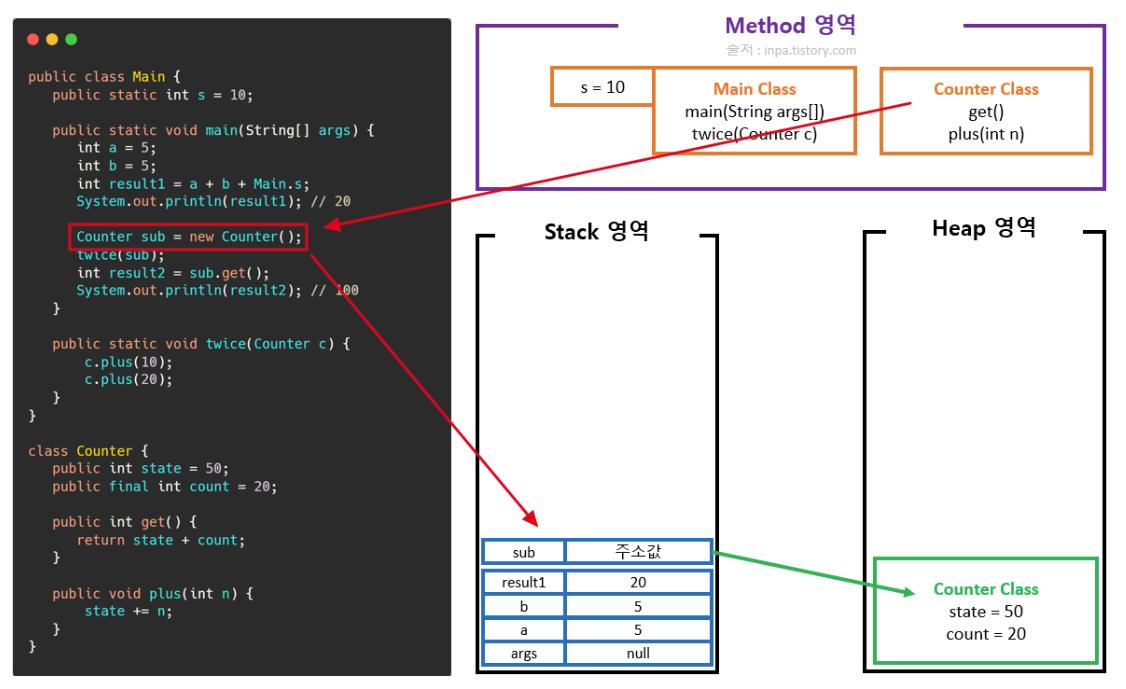 public class Main {
public static int s = 10;
public static void main(String[] args) {
int a = 5;
int b = 5;
int result1 = a + b + Main.s;
System.out.println(result1); // 20
Counter sub = new Counter();
twice(sub);
int result2 = sub.get();
System.out.println(result2); // 100
}
public static void twice(Counter c) {
c.plus(10);
c.plus(20);
}
}
class Counter {
public int state = 50;
public final int count = 20;
public int get() {
return state + count;
}
public void plus(int n) {
state += n;
}
}
Method 영역
출저 : inpa.tistory.com
s = 10
Main Class
main(String args[])
twice(Counter c)
Counter Class
get()
plus(int n)
Stack 영역
sub 주소값
result1 20
b 5
a 5
args null
Heap 영역
Counter Class
state = 50
count = 20